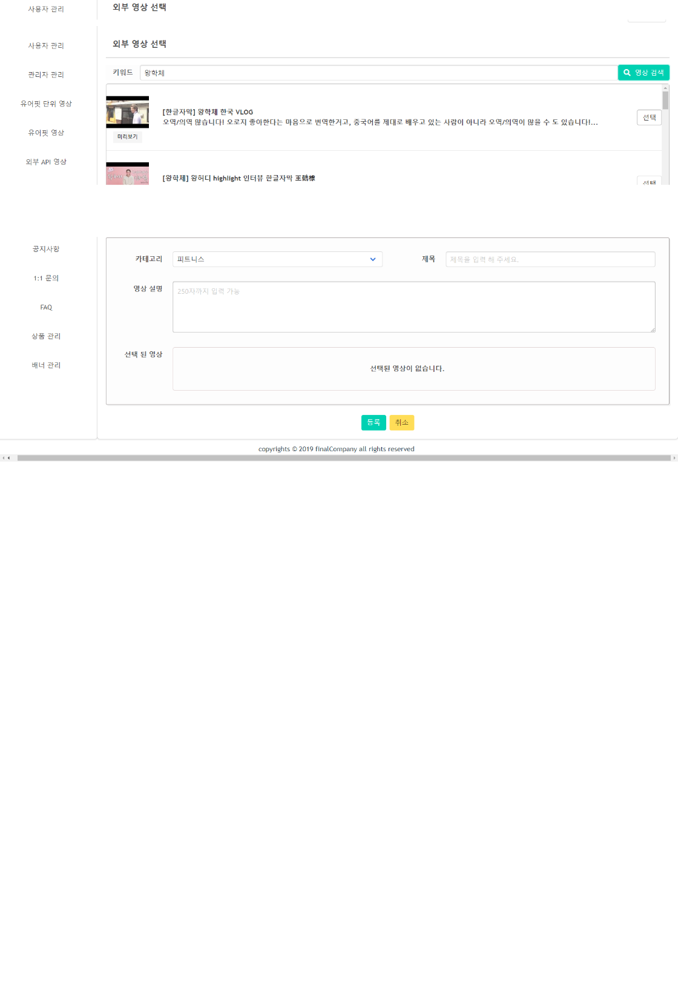 사용자 관리
외부 영상 선택
사용자 관리
외부 영상 선택
관리자 관리
유어핏 단위 영상
유어핏 영상
외부 API 영상
키워드
왕학체
영상 검색
[한글자막] 왕학체 한국 VLOG
오역/의역 많습니다! 오로지 좋아한다는 마음으로 번역한거고, 중국어를 제대로 배우고 있는 사람이 아니라 오역/의역이 많을 수 도 있습니다!...
선택
미리보기
[왕학체] 왕허디 highlight 인터뷰 한글자막 王鶴棣
선택
공지사항
1:1 문의
FAQ
상품 관리
배너 관리
카테고리
피트니스
제목
제목을 입력 해 주세요.
영상 설명
250자까지 입력 가능
선택 된 영상
선택된 영상이 없습니다.
등록
취소
copyrights © 2019 finalCompany all rights reserved